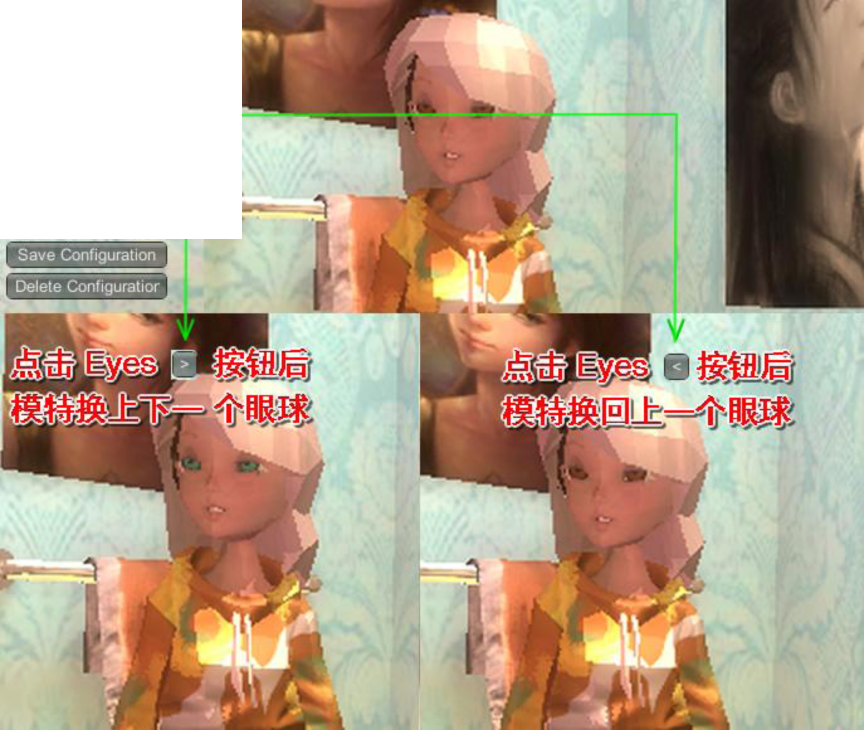 Save Configuration
Delete Configuratior
点击 Eyes > 按钮后
模特换上下一 个眼球
点击 Eyes < 按钮后
模特换回上一个眼球